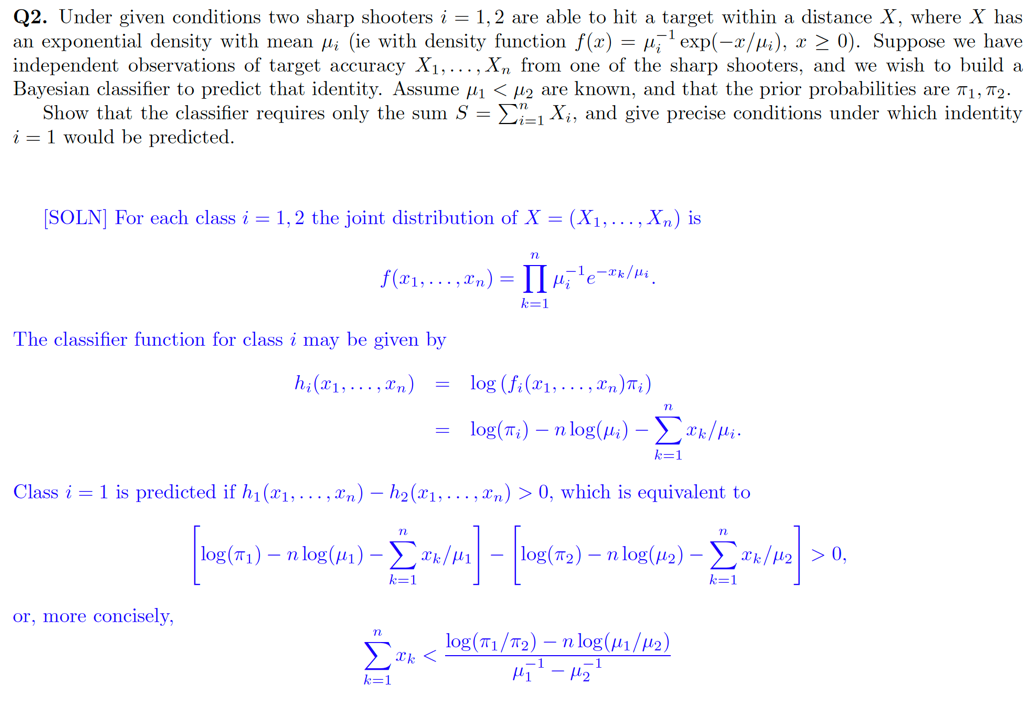 Q2. Under given conditions two sharp shooters i = 1, 2 are able to hit a target within a distance X, where X has
an exponential density with mean μ_i (ie with density function f(x) = μ_i^{-1} exp(−x/μ_i), x ≥ 0). Suppose we have
independent observations of target accuracy X_1, . . . , X_n from one of the sharp shooters, and we wish to build a
Bayesian classifier to predict that identity. Assume μ_1 < μ_2 are known, and that the prior probabilities are π_1, π_2.
Show that the classifier requires only the sum S = ∑_{i=1}^n X_i, and give precise conditions under which indentity
i = 1 would be predicted.
[SOLN] For each class i = 1, 2 the joint distribution of X = (X_1, . . . , X_n) is
f(x_1, . . . , x_n) = ∏_{k=1}^n μ_i^{-1} e^{−x_k/μ_i}.
The classifier function for class i may be given by
h_i(x_1, . . . , x_n) = log (f_i(x_1, . . . , x_n)π_i)
= log(π_i) − n log(μ_i) − ∑_{k=1}^n x_k/μ_i.
Class i = 1 is predicted if h_1(x_1, . . . , x_n) − h_2(x_1, . . . , x_n) > 0, which is equivalent to
[log(π_1) − n log(μ_1) − ∑_{k=1}^n x_k/μ_1] − [log(π_2) − n log(μ_2) − ∑_{k=1}^n x_k/μ_2] > 0,
or, more concisely,
∑_{k=1}^n x_k < (log(π_1/π_2) − n log(μ_1/μ_2)) / (μ_1^{-1} − μ_2^{-1})